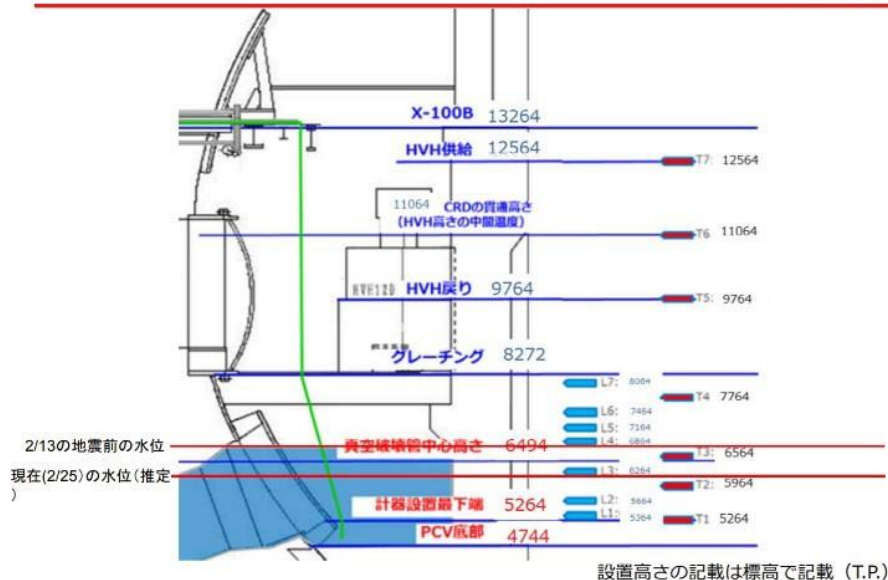 X-100B 13264
HVH供給 12564
T7: 12564
11064 CRDの貫通高さ
(HVH高さの中間温度)
T6 11064
HVH12D
HVH戻り 9764
T5: 9764
グレーチング 8272
L7: 8064
T4 7764
L6: 7464
L5: 7164
L4: 6864
2/13の地震前の水位
真空破壊管中心高さ 6494
T3: 6564
現在(2/25)の水位(推定
)
L3: 6264
T2: 5964
L2: 5664
計器設置最下端 5264
L1: 5364
T1 5264
PCV底部 4744
設置高さの記載は標高で記載 (T.P.)